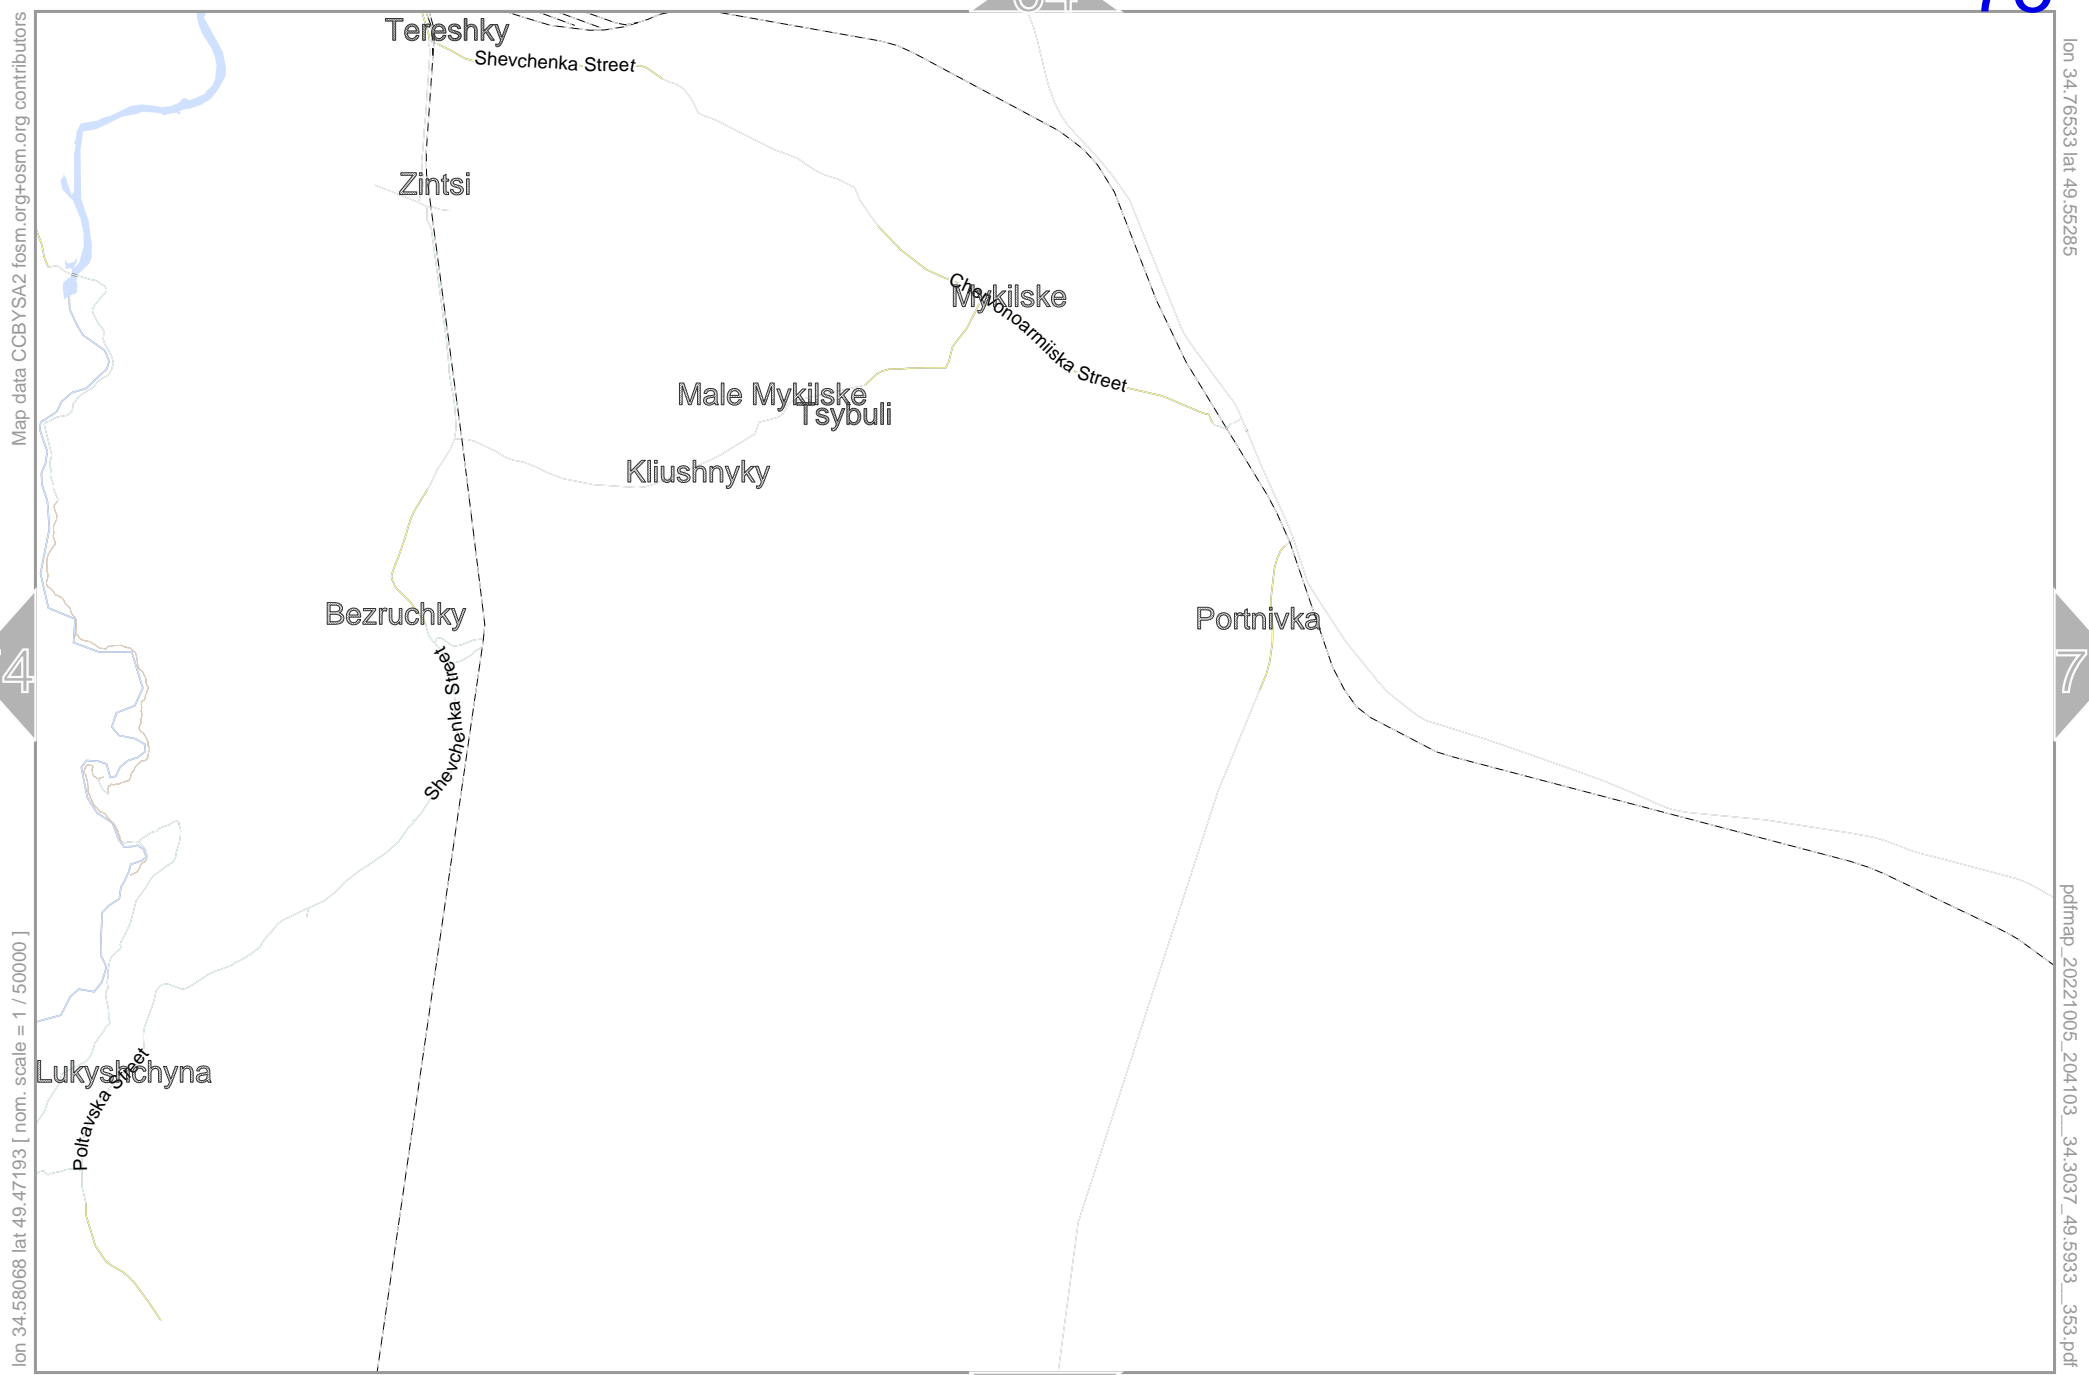 Tereshky
Shevchenka Street
Zintsi
Mykilske
Chervonoarmiiska Street
Male Mykilske
Tsybuli
Kliushnyky
Bezruchky
Portnivka
Shevchenka Street
Lukyshchyna
Poltavska Street
Map data CCBYSA2 fosm.org+osm.org contributors
lon 34.58068 lat 49.47193 [ nom. scale = 1 / 50000 ]
lon 34.76533 lat 49.55285
pdfmap_20221005_204103__34.3037_49.5933__353.pdf